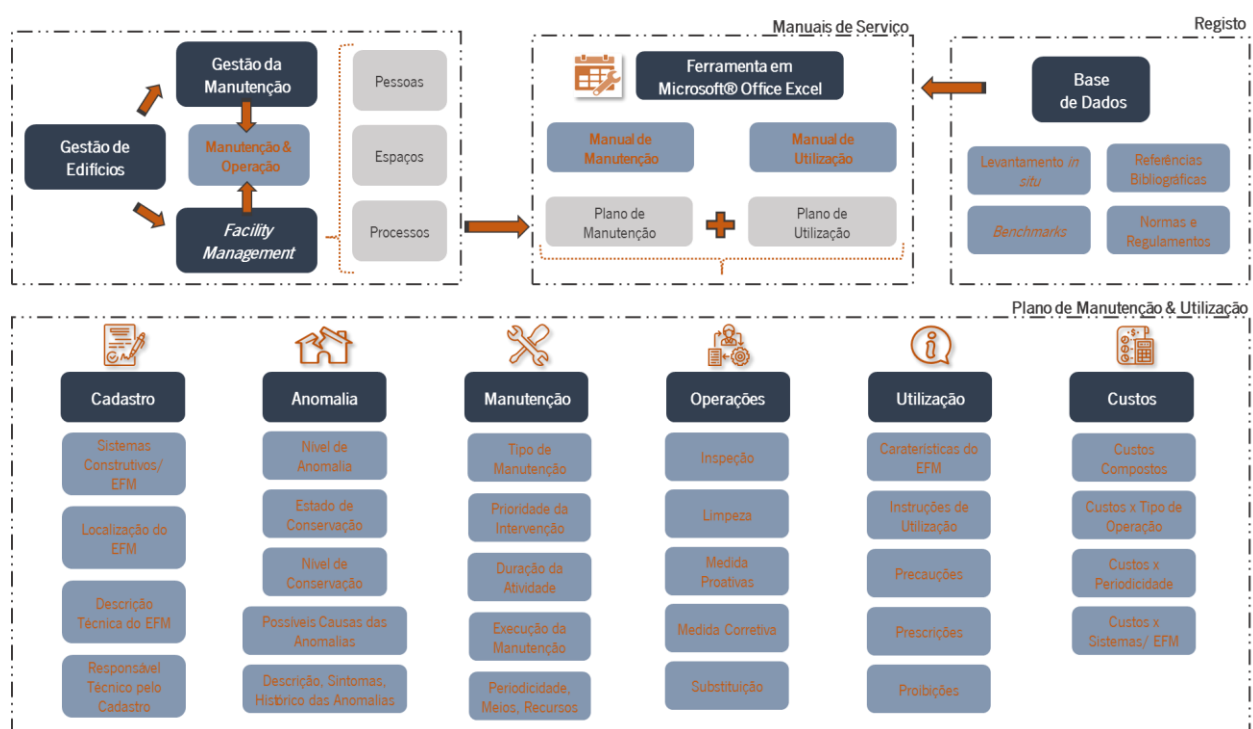 Gestão de
Edifícios
Gestão da
Manutenção
Manutenção &
Operação
Facility
Management
Pessoas
Espaços
Processos
Manuais de Serviço
Ferramenta em
Microsoft® Office Excel
Manual de
Manutenção
Manual de
Utilização
Plano de
Manutenção
Plano de
Utilização
Registo
Base
de Dados
Levantamento in
situ
Referências
Bibliográficas
Benchmarks
Normas e
Regulamentos
Plano de Manutenção & Utilização
Cadastro
Sistemas
Construtivos/
EFM
Localização do
EFM
Descrição
Técnica do EFM
Responsável
Técnico pelo
Cadastro
Anomalia
Nível de
Anomalia
Estado de
Conservação
Nível de
Conservação
Possíveis Causas das
Anomalias
Descrição, Sintomas,
Histórico das Anomalias
Manutenção
Tipo de
Manutenção
Prioridade da
Intervenção
Duração da
Atividade
Execução da
Manutenção
Periodicidade,
Meios, Recursos
Operações
Inspeção
Limpeza
Medida
Proativas
Medida Corretiva
Substituição
Utilização
Caraterísticas do
EFM
Instruções de
Utilização
Precauções
Prescrições
Proibições
Custos
Custos
Compostos
Custos x Tipo de
Operação
Custos x
Periodicidade
Custos x
Sistemas/ EFM